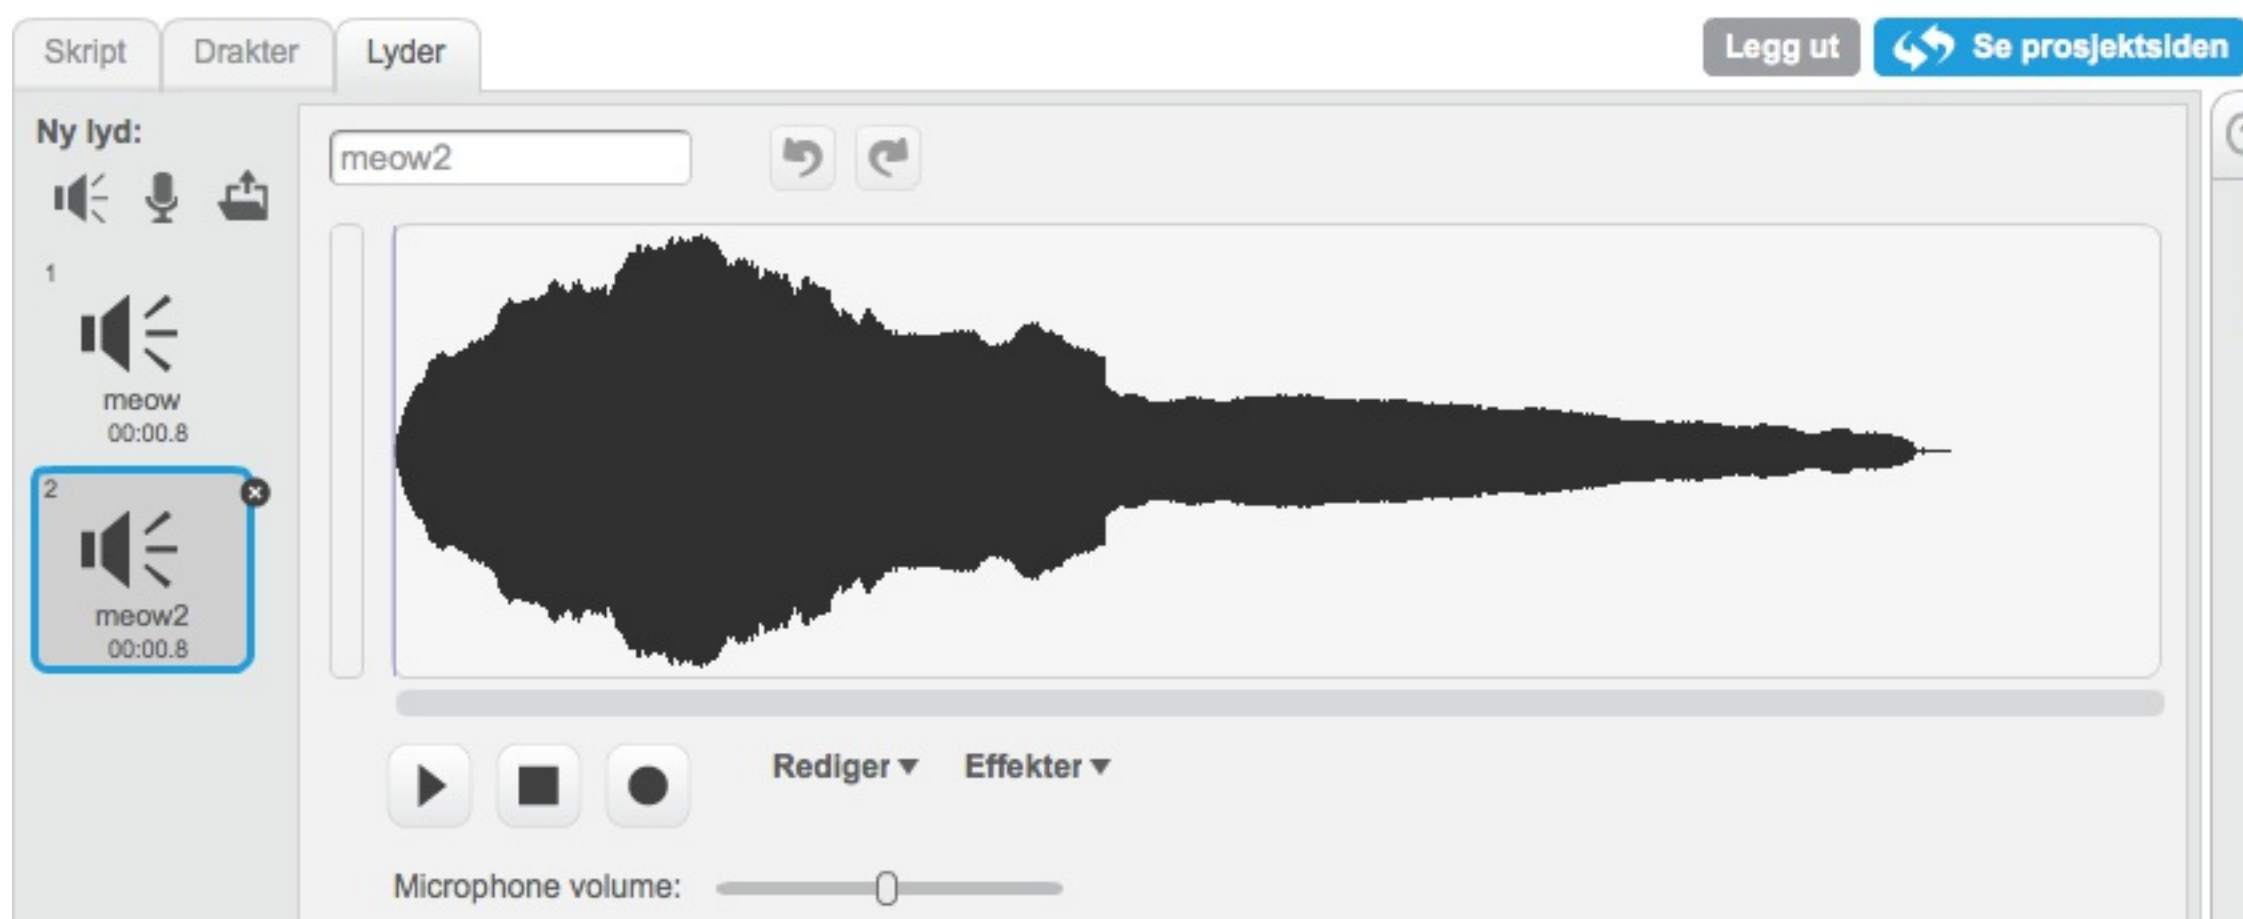 Skript Drakter Lyder Legg ut Se prosjektsiden
Ny lyd:
meow2
1
meow
00:00.8
2
meow2
00:00.8
Rediger Effekter
Microphone volume: